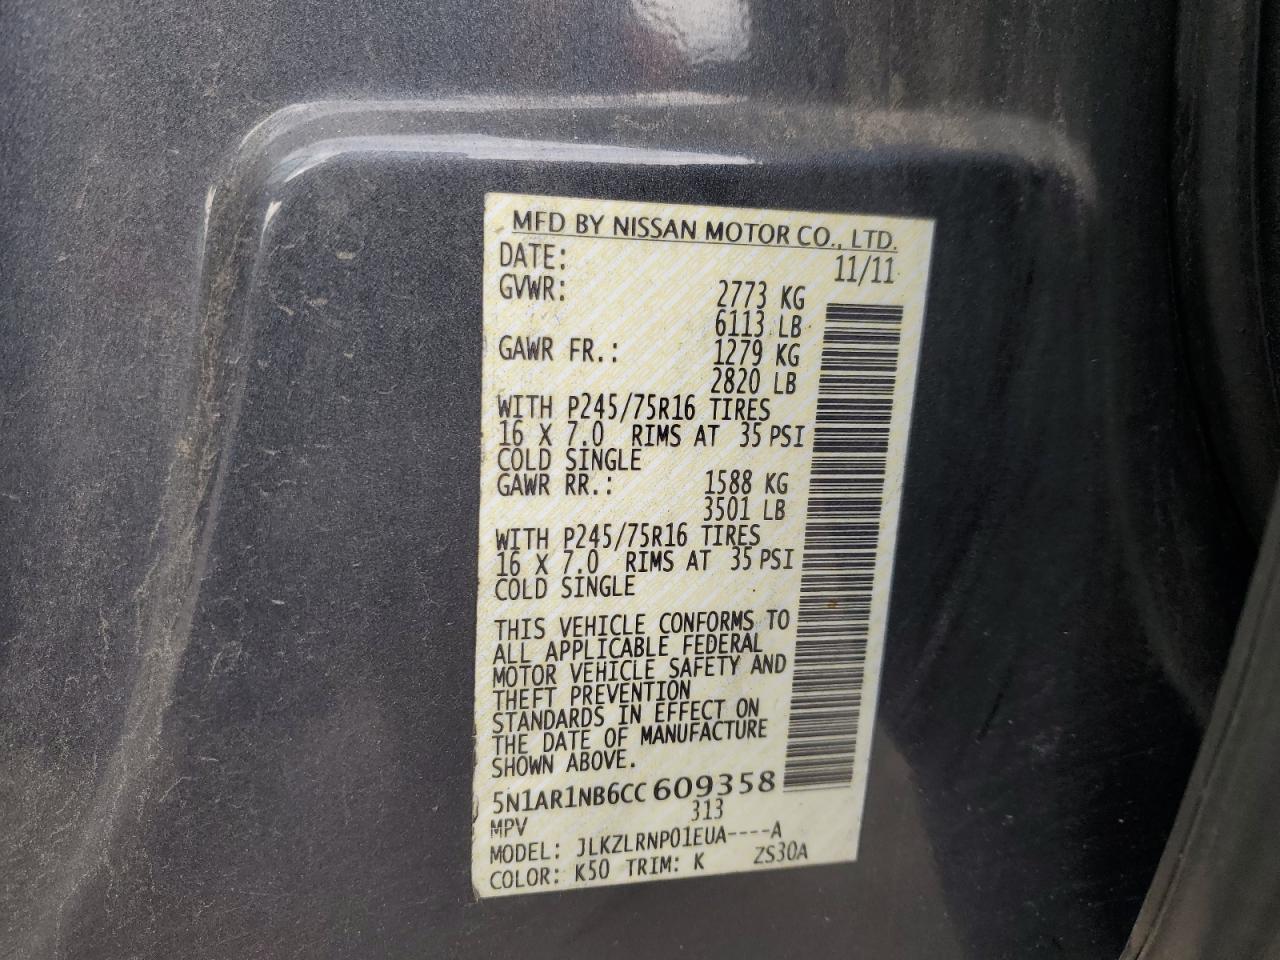 MFD BY NISSAN MOTOR CO., LTD.
DATE: 11/11
GVWR: 2773 KG
6113 LB
GAWR FR.: 1279 KG
2820 LB
WITH P245/75R16 TIRES
16 X 7.0 RIMS AT 35 PSI
COLD SINGLE
GAWR RR.: 1588 KG
3501 LB
WITH P245/75R16 TIRES
16 X 7.0 RIMS AT 35 PSI
COLD SINGLE
THIS VEHICLE CONFORMS TO
ALL APPLICABLE FEDERAL
MOTOR VEHICLE SAFETY AND
THEFT PREVENTION
STANDARDS IN EFFECT ON
THE DATE OF MANUFACTURE
SHOWN ABOVE.
5N1AR1NB6CC609358
MPV 313
MODEL: JLKZLRNP01EUA----A
COLOR: K50 TRIM: K ZS30A